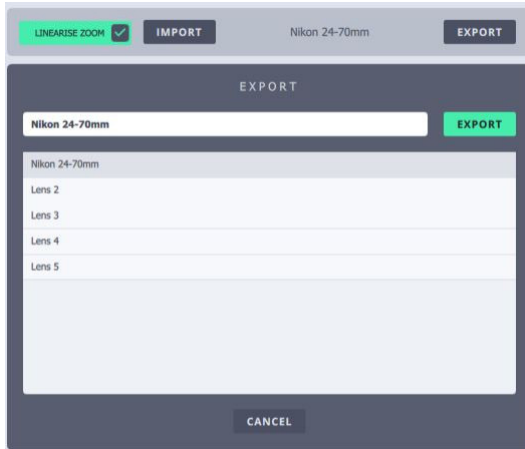 LINEARISE ZOOM IMPORT Nikon 24-70mm EXPORT
EXPORT
Nikon 24-70mm EXPORT
Nikon 24-70mm
Lens 2
Lens 3
Lens 4
Lens 5
CANCEL